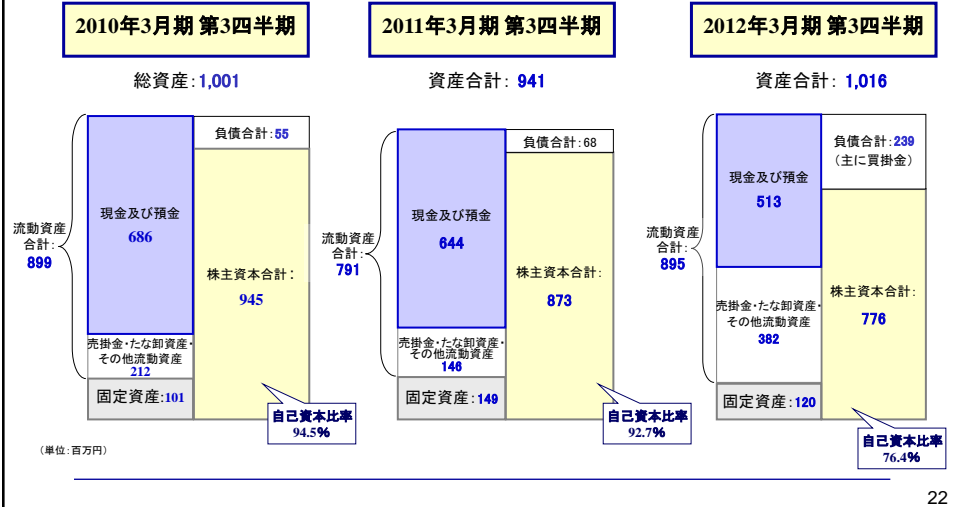 2010年3月期 第3四半期
総資産:1,001
流動資産
合計:
899
現金及び預金
686
売掛金・たな卸資産・
その他流動資産
212
固定資産:101
負債合計:55
株主資本合計:
945
自己資本比率
94.5%
2011年3月期 第3四半期
資産合計: 941
流動資産
合計:
791
現金及び預金
644
売掛金・たな卸資産・
その他流動資産
146
固定資産:149
負債合計:68
株主資本合計:
873
自己資本比率
92.7%
2012年3月期 第3四半期
資産合計: 1,016
流動資産
合計:
895
現金及び預金
513
売掛金・たな卸資産・
その他流動資産
382
固定資産:120
負債合計:239
(主に買掛金)
株主資本合計:
776
自己資本比率
76.4%
(単位:百万円)
22